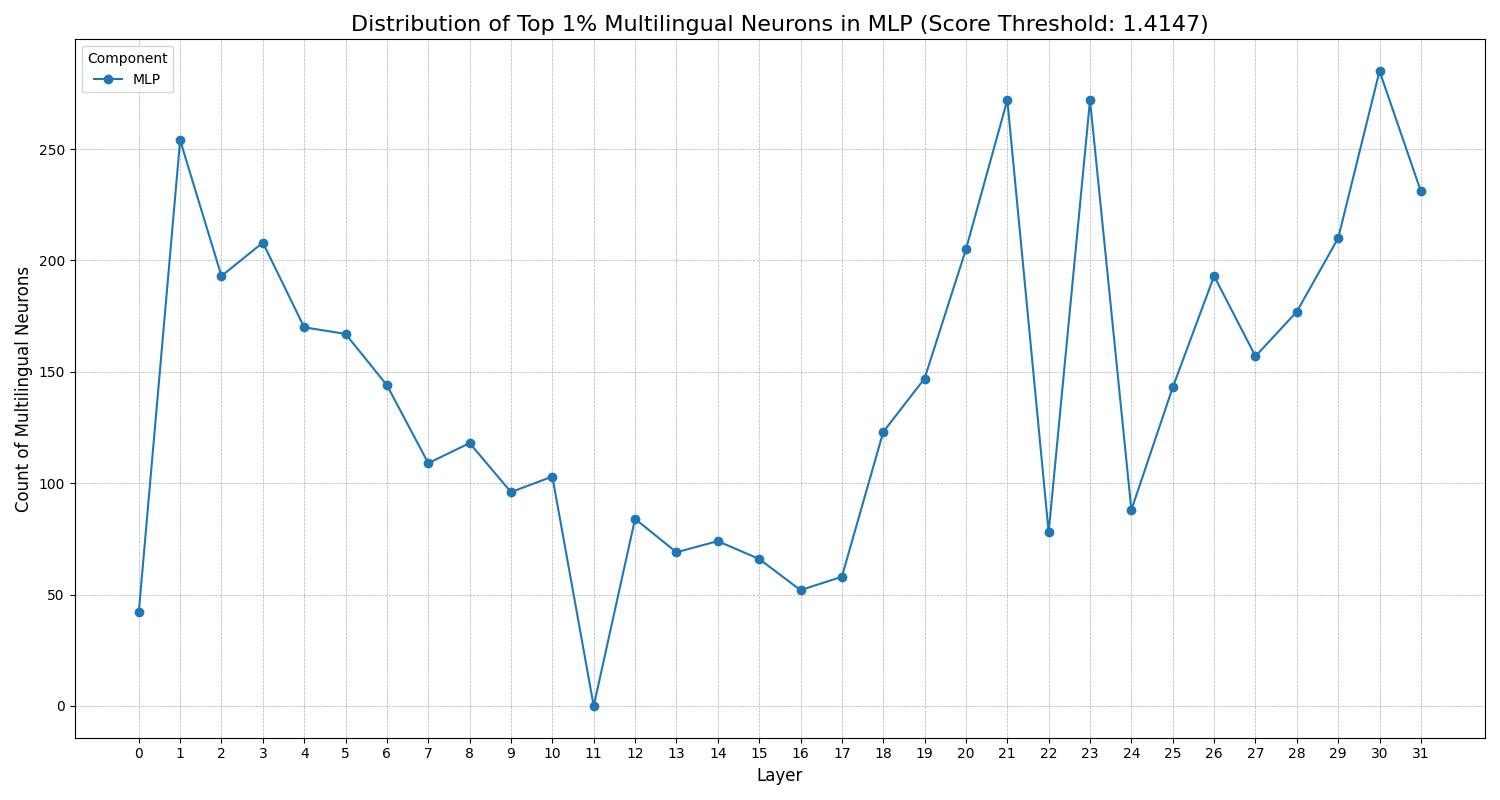 Distribution of Top 1% Multilingual Neurons in MLP (Score Threshold: 1.4147)
Component
MLP
Count of Multilingual Neurons
250
200
150
100
50
0
0 1 2 3 4 5 6 7 8 9 10 11 12 13 14 15 16 17 18 19 20 21 22 23 24 25 26 27 28 29 30 31
Layer